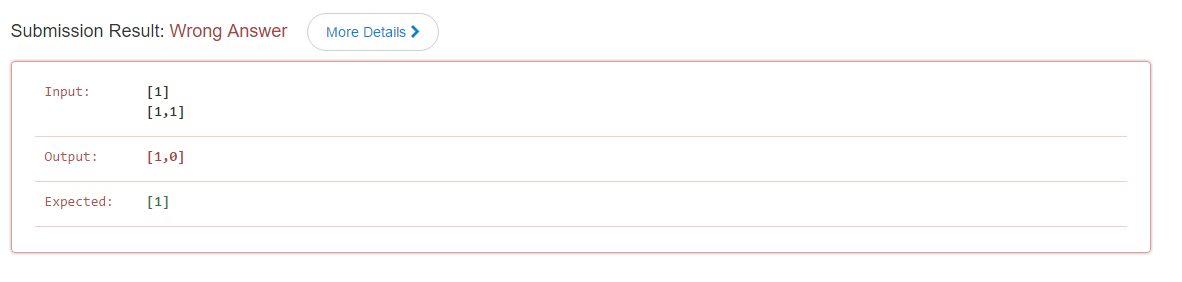 Submission Result: Wrong Answer More Details
Input: [1]
[1,1]
Output: [1,0]
Expected: [1]